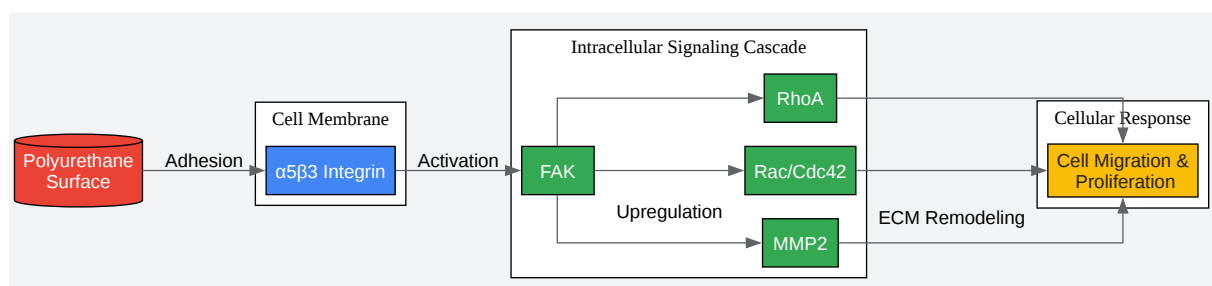 Intracellular Signaling Cascade
RhoA
Cell Membrane
Cellular Response
Polyurethane
Surface
Adhesion
α5β3 Integrin
Activation
FAK
Rac/Cdc42
Cell Migration &
Proliferation
Upregulation
ECM Remodeling
MMP2